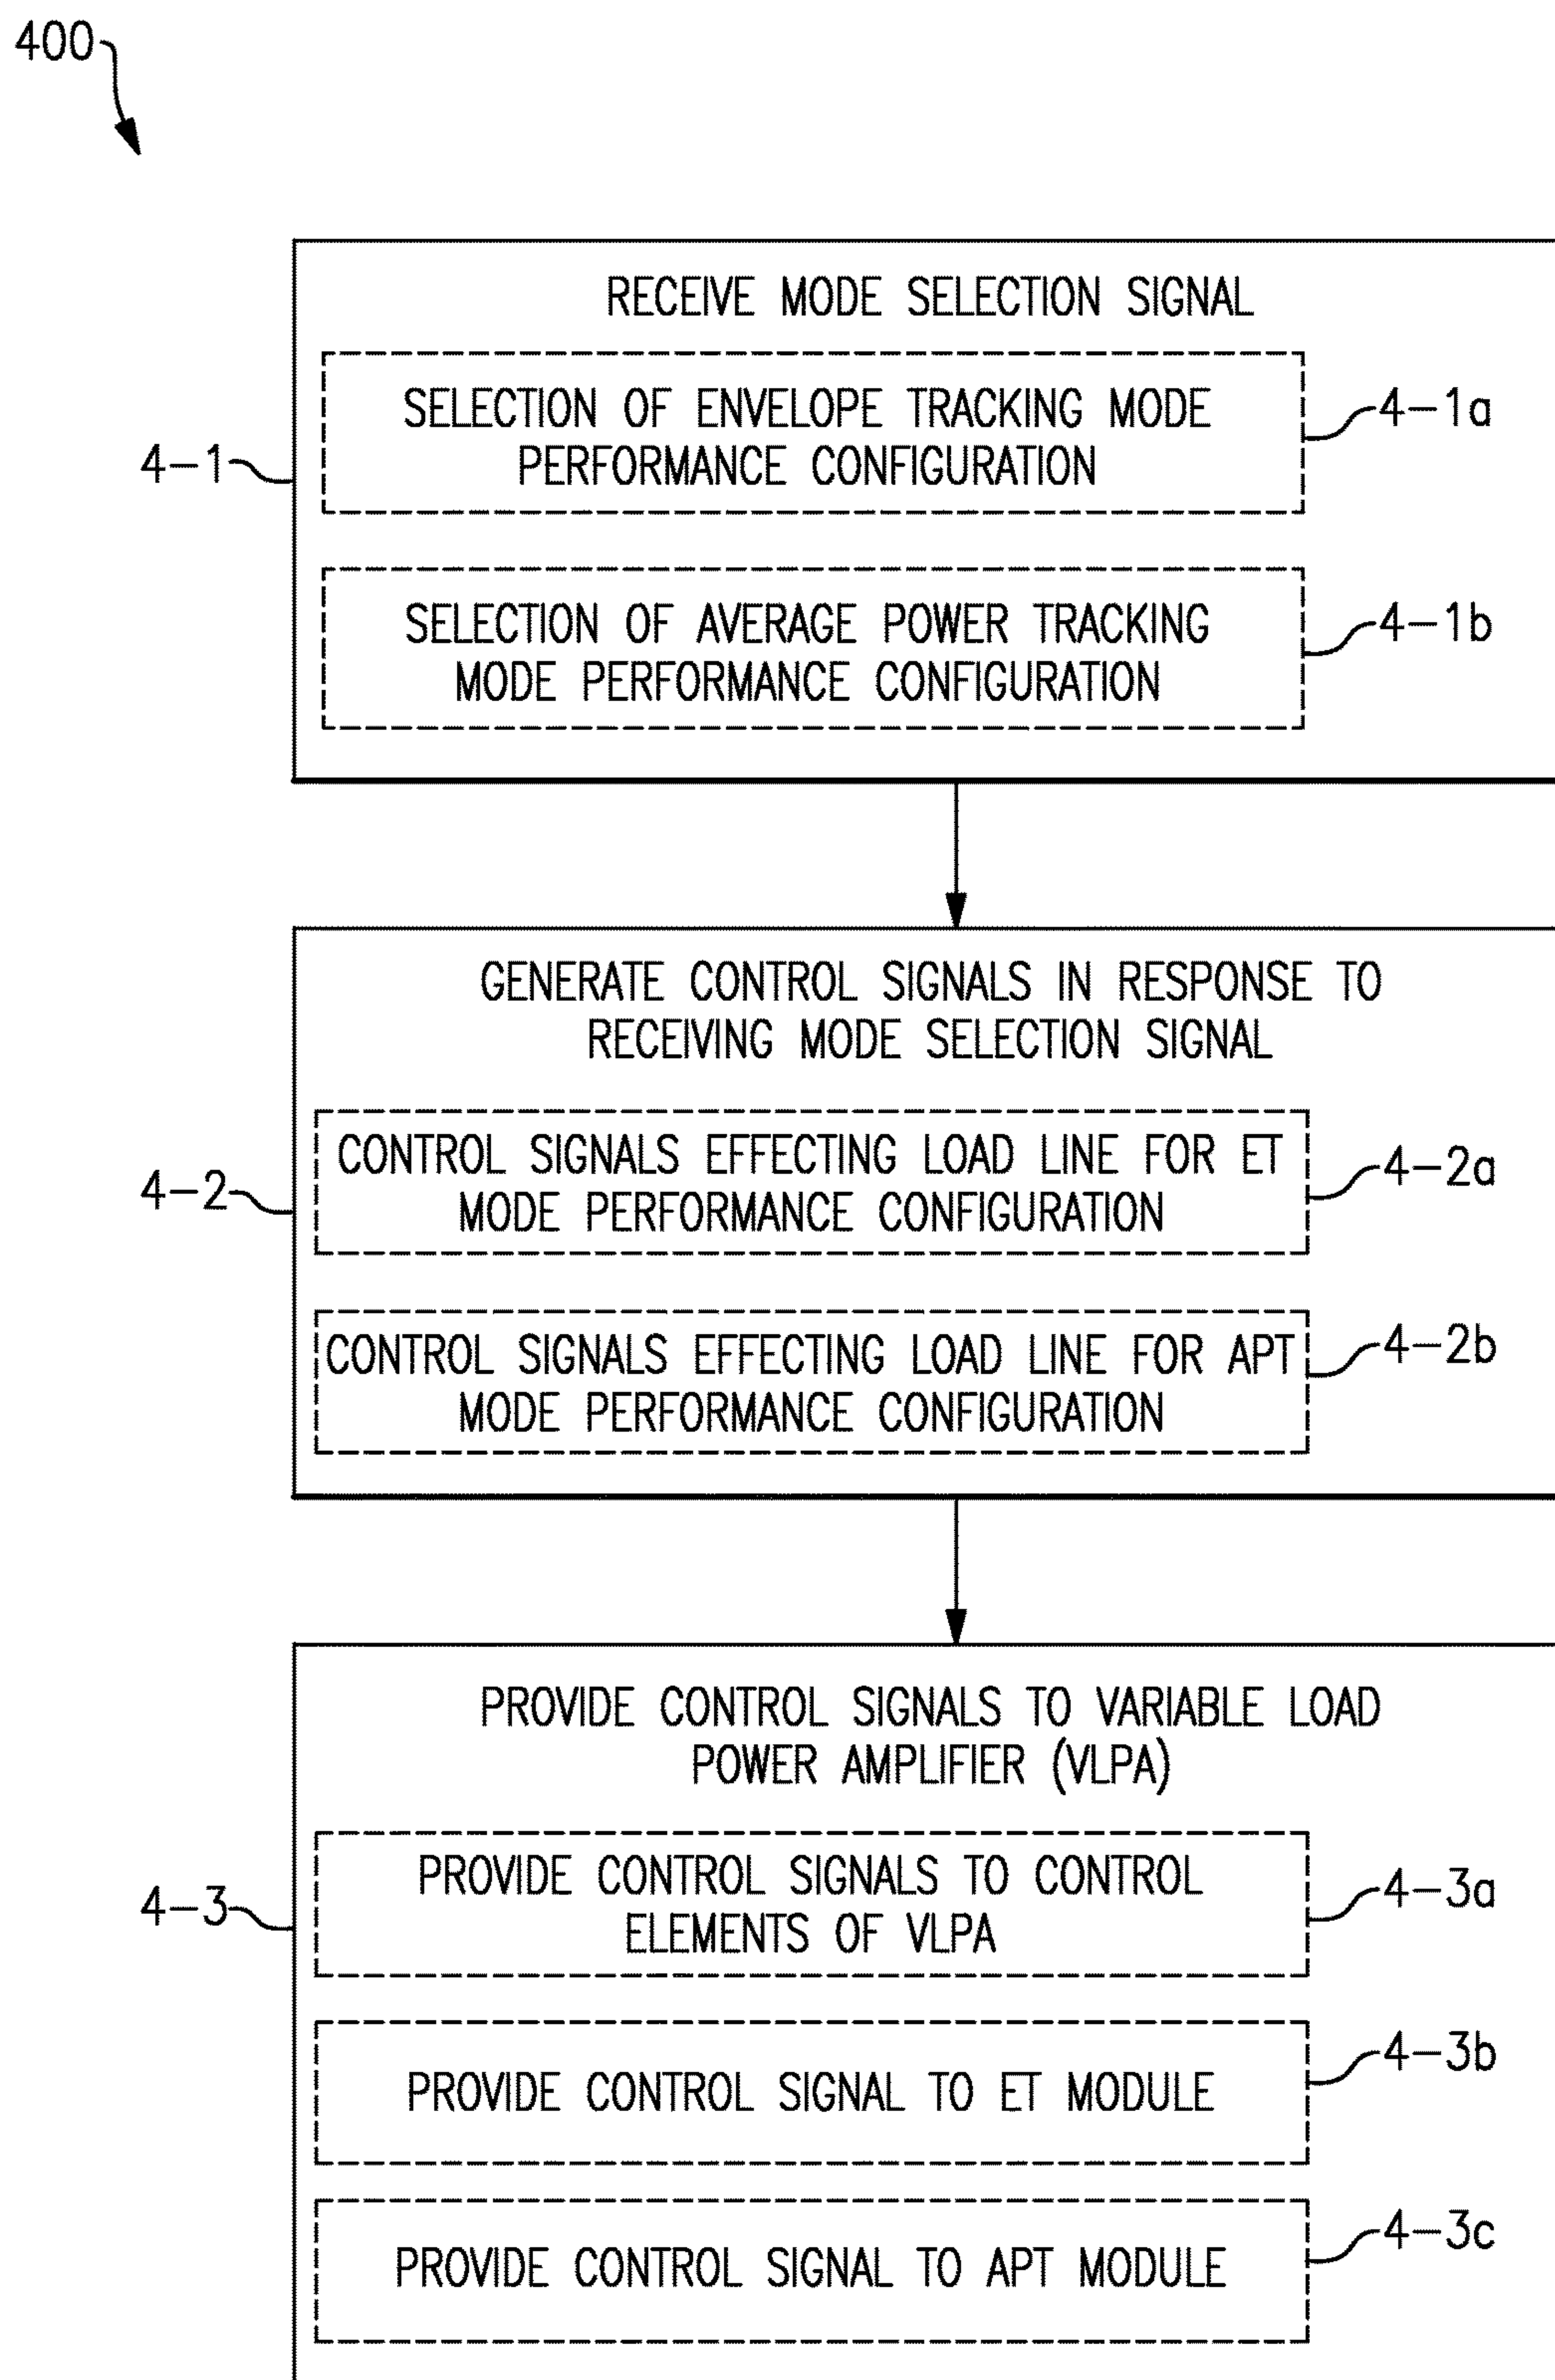 400
RECEIVE MODE SELECTION SIGNAL
SELECTION OF ENVELOPE TRACKING MODE
PERFORMANCE CONFIGURATION
4-1a
4-1
SELECTION OF AVERAGE POWER TRACKING
MODE PERFORMANCE CONFIGURATION
4-1b
GENERATE CONTROL SIGNALS IN RESPONSE TO
RECEIVING MODE SELECTION SIGNAL
CONTROL SIGNALS EFFECTING LOAD LINE FOR ET
MODE PERFORMANCE CONFIGURATION
4-2a
4-2
CONTROL SIGNALS EFFECTING LOAD LINE FOR APT
MODE PERFORMANCE CONFIGURATION
4-2b
PROVIDE CONTROL SIGNALS TO VARIABLE LOAD
POWER AMPLIFIER (VLPA)
PROVIDE CONTROL SIGNALS TO CONTROL
ELEMENTS OF VLPA
4-3a
4-3
PROVIDE CONTROL SIGNAL TO ET MODULE
4-3b
PROVIDE CONTROL SIGNAL TO APT MODULE
4-3c